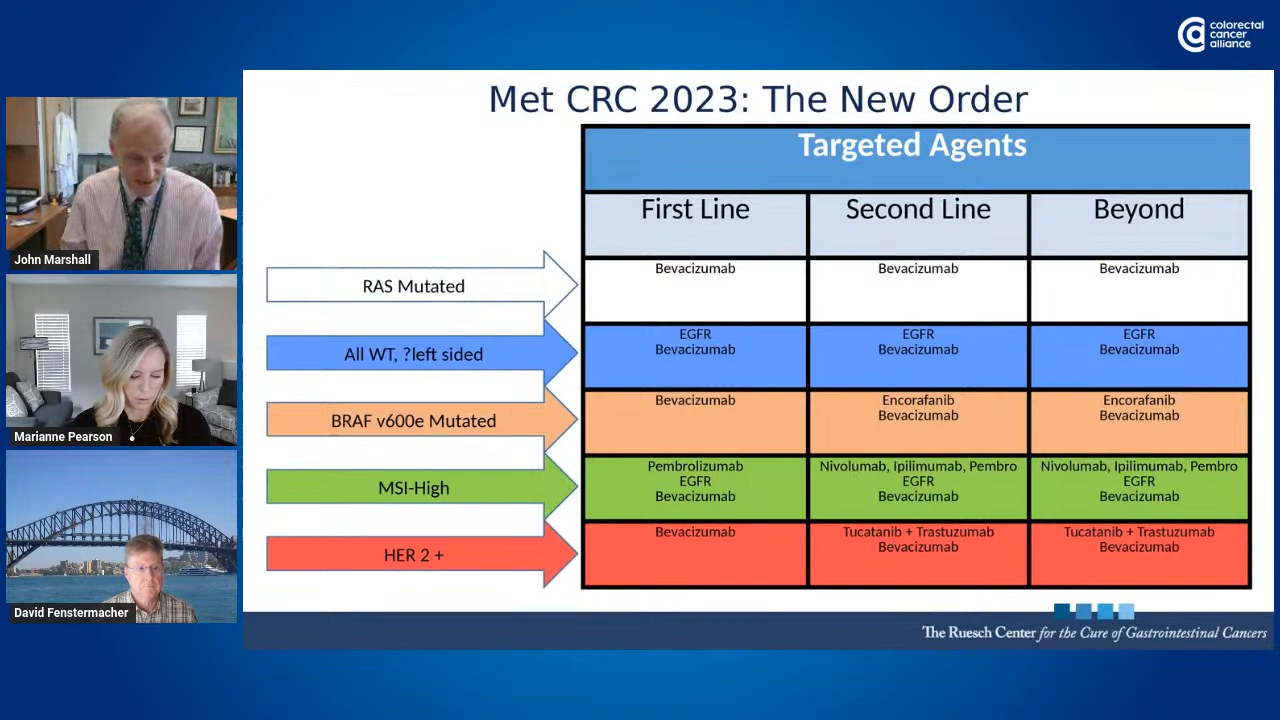 colorectal
cancer
alliance
Met CRC 2023: The New Order
Targeted Agents
First Line
Second Line
Beyond
RAS Mutated
Bevacizumab
Bevacizumab
Bevacizumab
All WT, ?left sided
EGFR
Bevacizumab
EGFR
Bevacizumab
EGFR
Bevacizumab
BRAF v600e Mutated
Bevacizumab
Encorafanib
Bevacizumab
Encorafanib
Bevacizumab
MSI-High
Pembrolizumab
EGFR
Bevacizumab
Nivolumab, Ipilimumab, Pembro
EGFR
Bevacizumab
Nivolumab, Ipilimumab, Pembro
EGFR
Bevacizumab
HER 2 +
Bevacizumab
Tucatanib + Trastuzumab
Bevacizumab
Tucatanib + Trastuzumab
Bevacizumab
The Ruesch Center for the Cure of Gastrointestinal Cancers
John Marshall
Marianne Pearson
David Fenstermacher